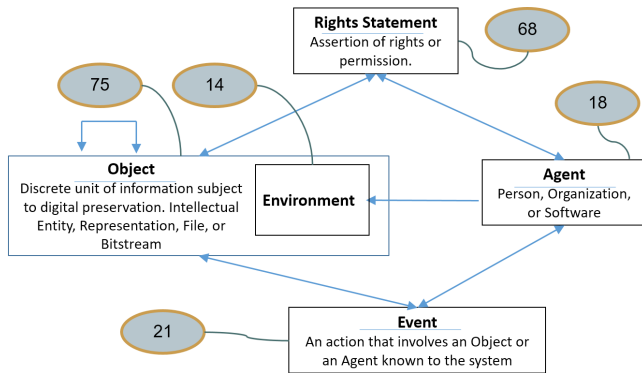 Rights Statement
Assertion of rights or
permission.
68
75
14
18
Object
Discrete unit of information subject
to digital preservation. Intellectual
Entity, Representation, File, or
Bitstream
Environment
Agent
Person, Organization,
or Software
21
Event
An action that involves an Object or
an Agent known to the system